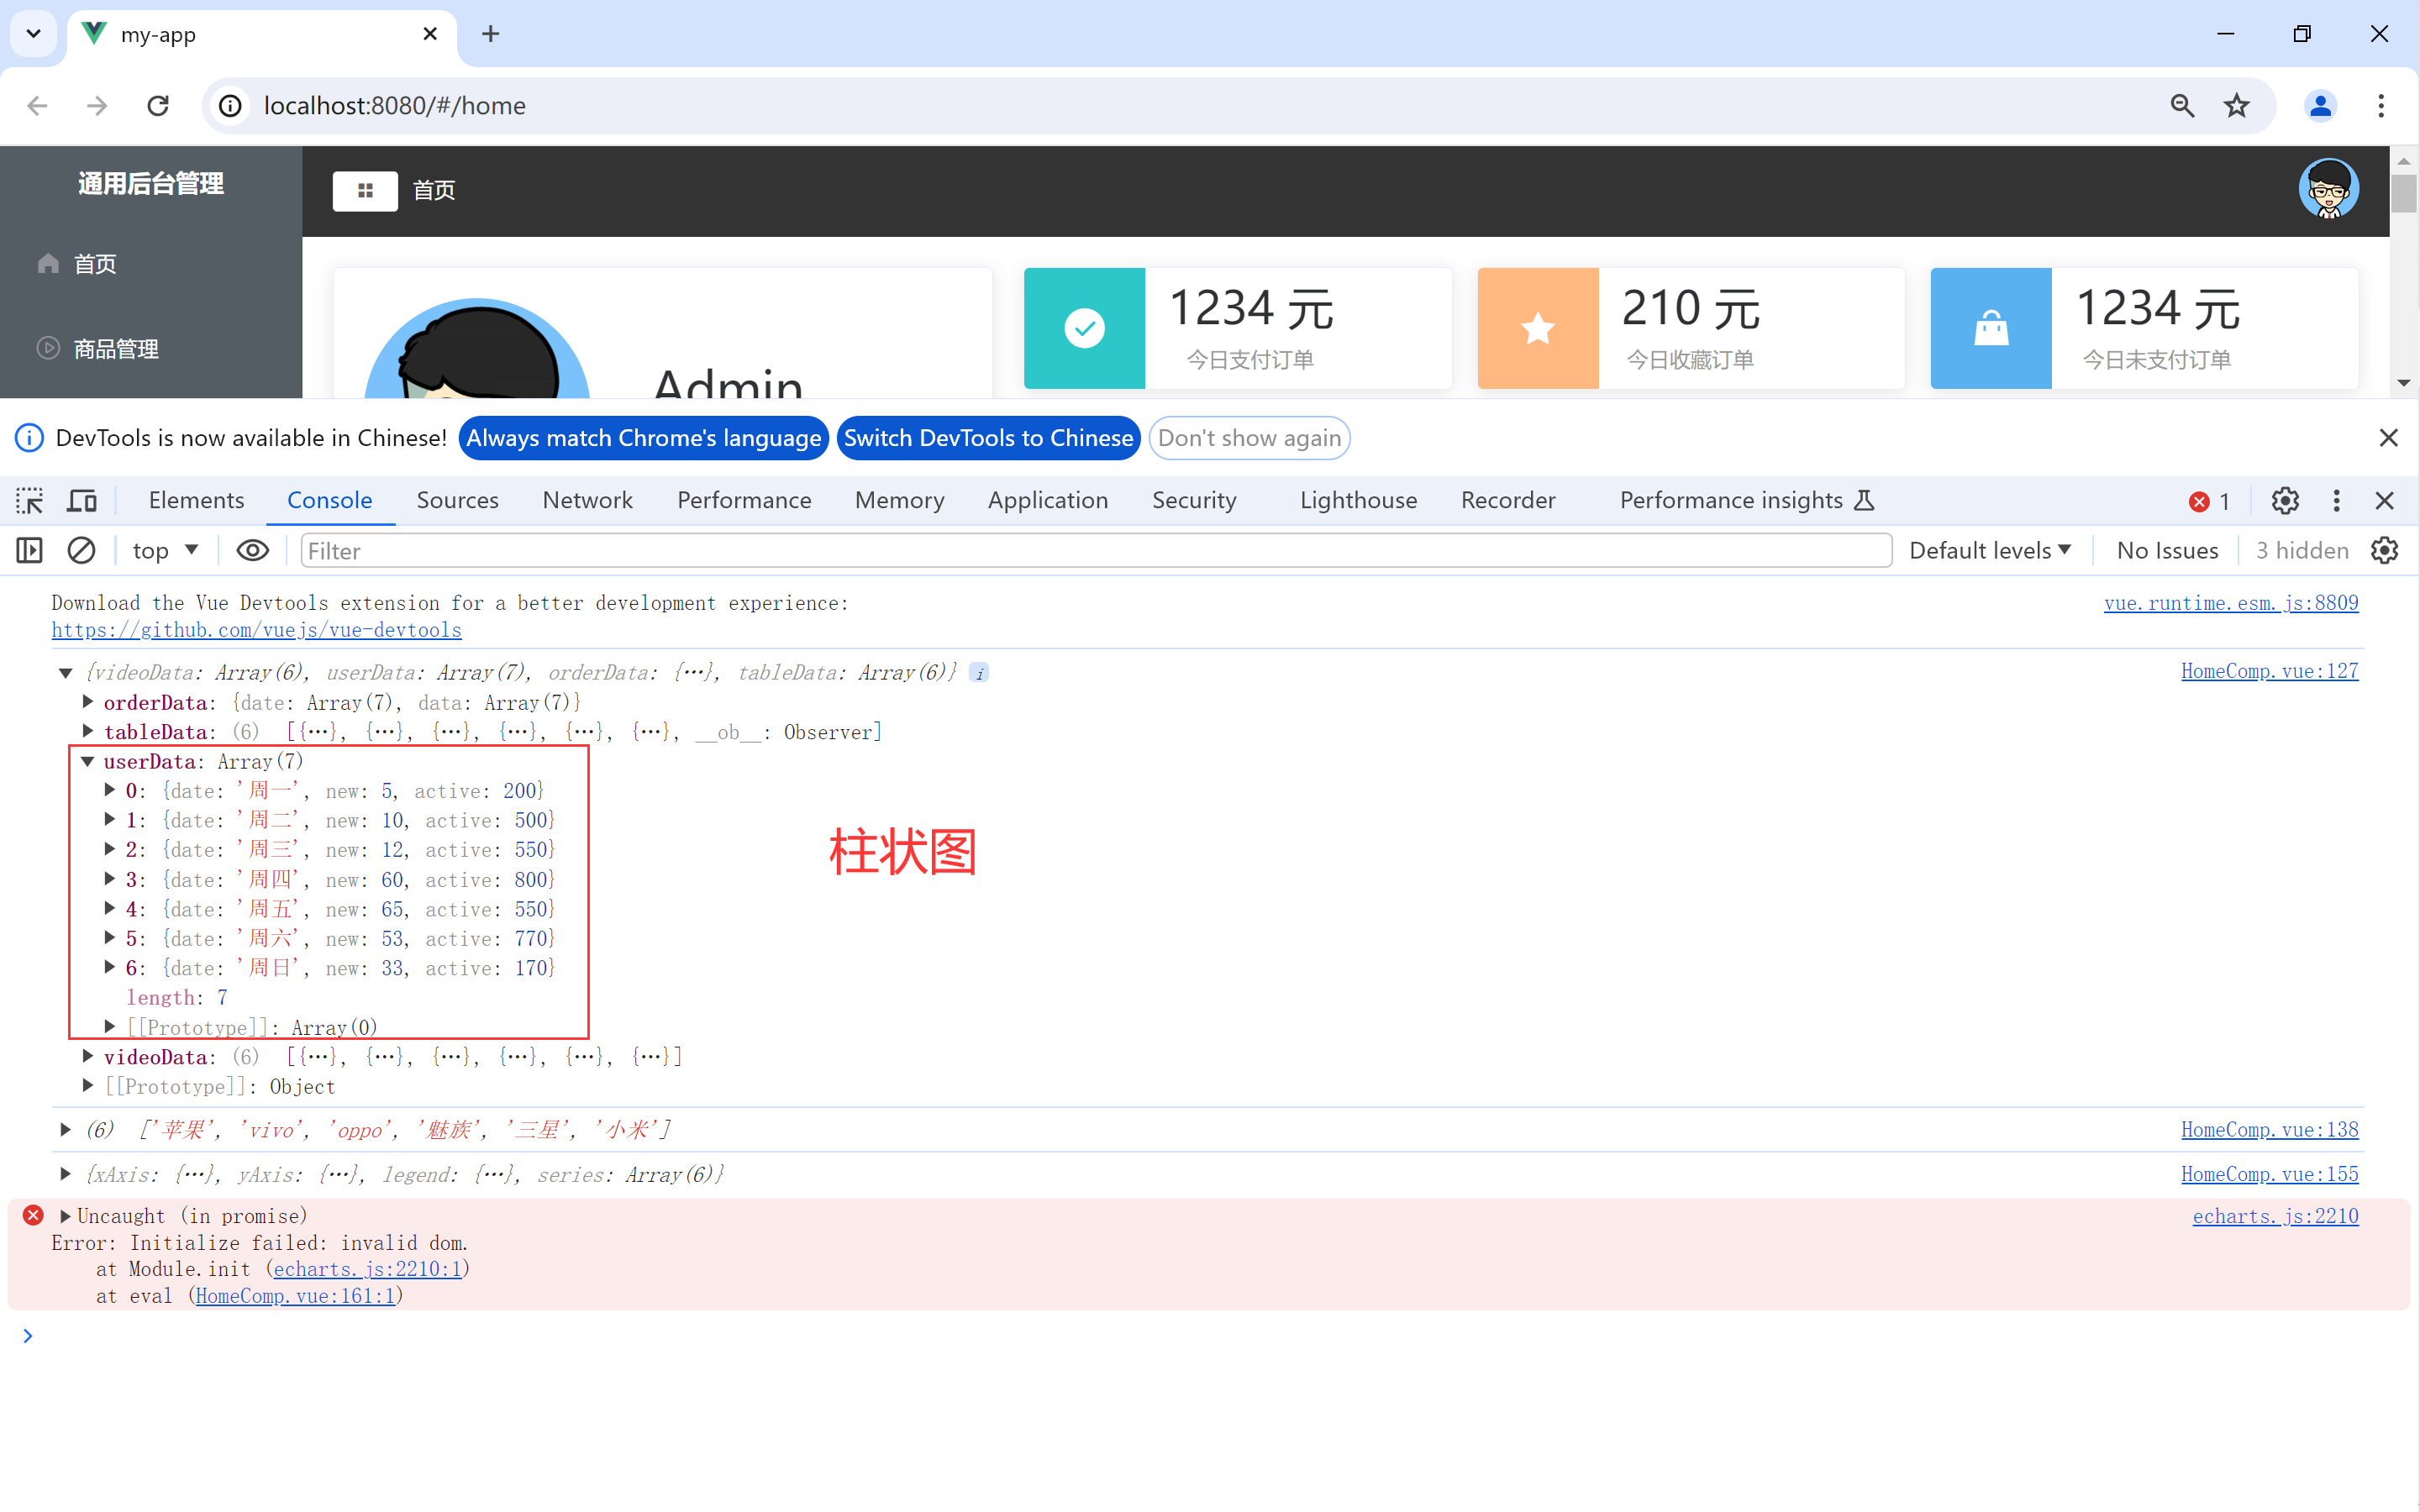 my-app
localhost:8080/#/home
通用后台管理
首页
首页
商品管理
Admin
1234 元
今日支付订单
210 元
今日收藏订单
1234 元
今日未支付订单
DevTools is now available in Chinese! Always match Chrome's language Switch DevTools to Chinese Don't show again
Elements Console Sources Network Performance Memory Application Security Lighthouse Recorder Performance insights 1
top Filter Default levels No Issues 3 hidden
Download the Vue Devtools extension for a better development experience: vue.runtime.esm.js:8809
https://github.com/vuejs/vue-devtools
{videoData: Array(6), userData: Array(7), orderData: {…}, tableData: Array(6)} i HomeComp.vue:127
orderData: {date: Array(7), data: Array(7)}
tableData: (6) [{…}, {…}, {…}, {…}, {…}, {…}, __ob__: Observer]
userData: Array(7)
0: {date: '周一', new: 5, active: 200}
1: {date: '周二', new: 10, active: 500}
2: {date: '周三', new: 12, active: 550}
3: {date: '周四', new: 60, active: 800}
4: {date: '周五', new: 65, active: 550}
5: {date: '周六', new: 53, active: 770}
6: {date: '周日', new: 33, active: 170}
length: 7
[[Prototype]]: Array(0)
柱状图
videoData: (6) [{…}, {…}, {…}, {…}, {…}, {…}]
[[Prototype]]: Object
(6) ['苹果', 'vivo', 'oppo', '魅族', '三星', '小米'] HomeComp.vue:138
{xAxis: {…}, yAxis: {…}, legend: {…}, series: Array(6)} HomeComp.vue:155
Uncaught (in promise) echarts.js:2210
Error: Initialize failed: invalid dom.
at Module.init (echarts.js:2210:1)
at eval (HomeComp.vue:161:1)